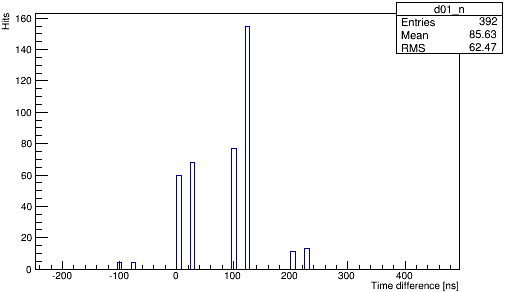 d01_n
Entries 392
Mean 85.63
RMS 62.47
Hits
160
140
120
100
80
60
40
20
0
-200 -100 0 100 200 300 400
Time difference [ns]